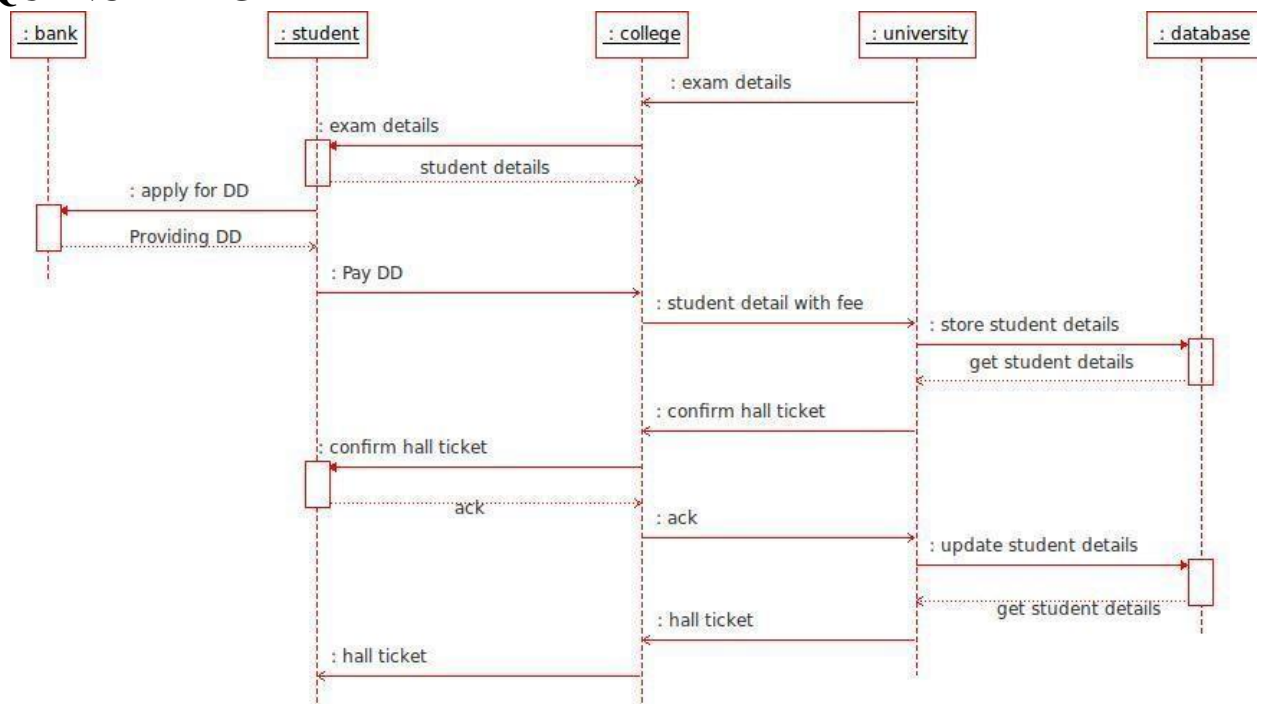 : bank
: student
: college
: university
: database
: exam details
: exam details
student details
: apply for DD
Providing DD
: Pay DD
: student detail with fee
: store student details
get student details
: confirm hall ticket
: confirm hall ticket
ack
: ack
: update student details
get student details
: hall ticket
: hall ticket